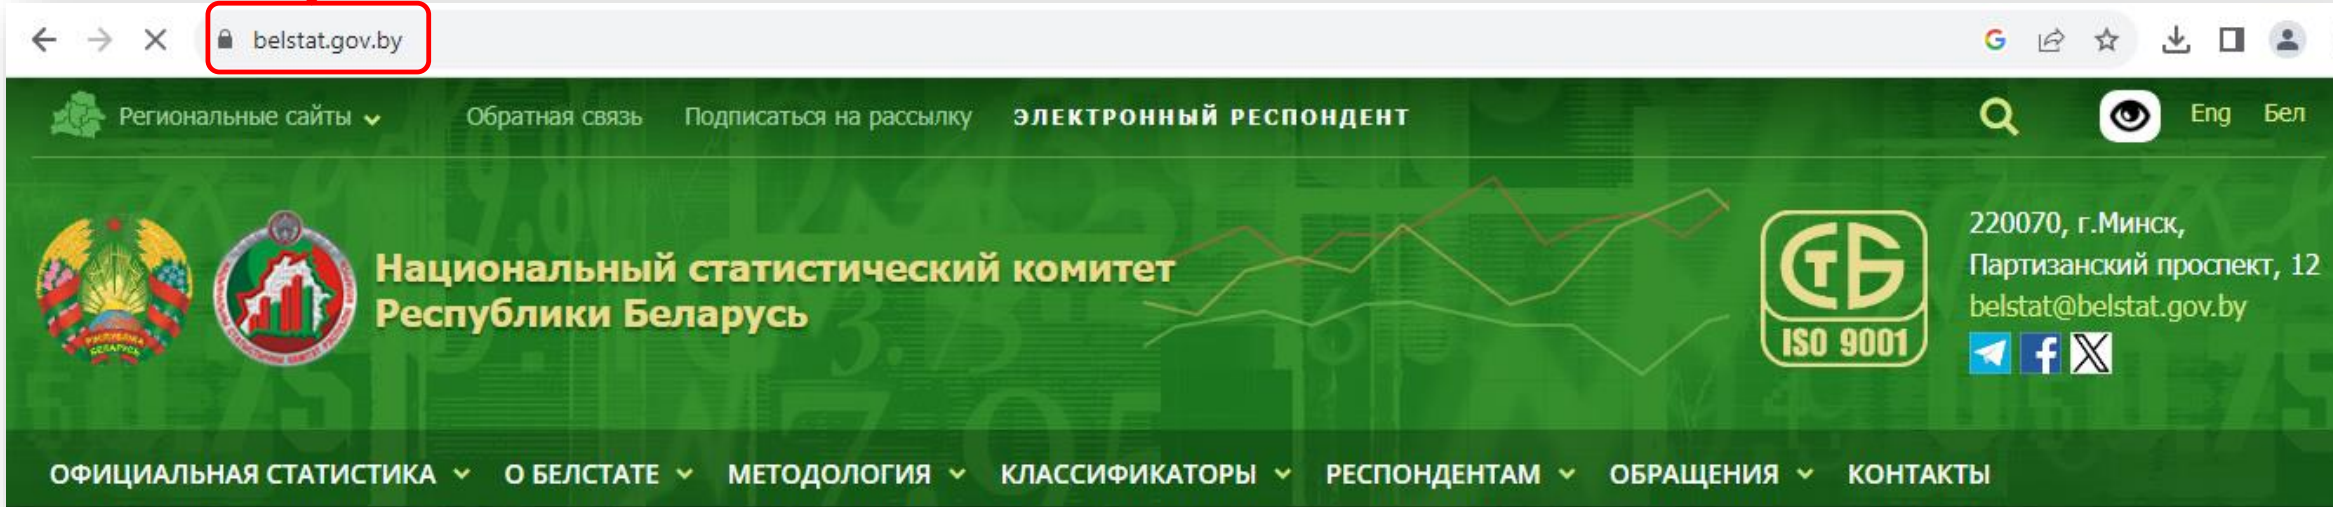 belstat.gov.by
Региональные сайты
Обратная связь
Подписаться на рассылку
ЭЛЕКТРОННЫЙ РЕСПОНДЕНТ
Eng
Бел
Национальный статистический комитет
Республики Беларусь
СТБ
ISO 9001
220070, г.Минск,
Партизанский проспект, 12
belstat@belstat.gov.by
ОФИЦИАЛЬНАЯ СТАТИСТИКА
О БЕЛСТАТЕ
МЕТОДОЛОГИЯ
КЛАССИФИКАТОРЫ
РЕСПОНДЕНТАМ
ОБРАЩЕНИЯ
КОНТАКТЫ